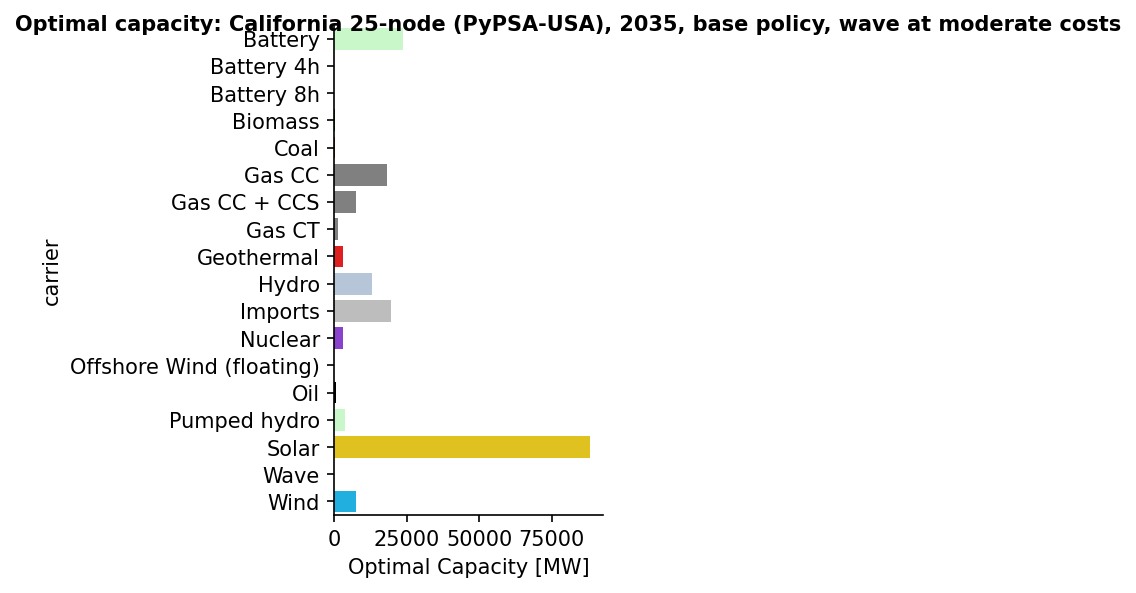 Optimal capacity: California 25-node (PyPSA-USA), 2035, base policy, wave at moderate costs
Battery
Battery 4h
Battery 8h
Biomass
Coal
Gas CC
Gas CC + CCS
Gas CT
Geothermal
Hydro
Imports
Nuclear
Offshore Wind (floating)
Oil
Pumped hydro
Solar
Wave
Wind
carrier
0 25000 50000 75000
Optimal Capacity [MW]